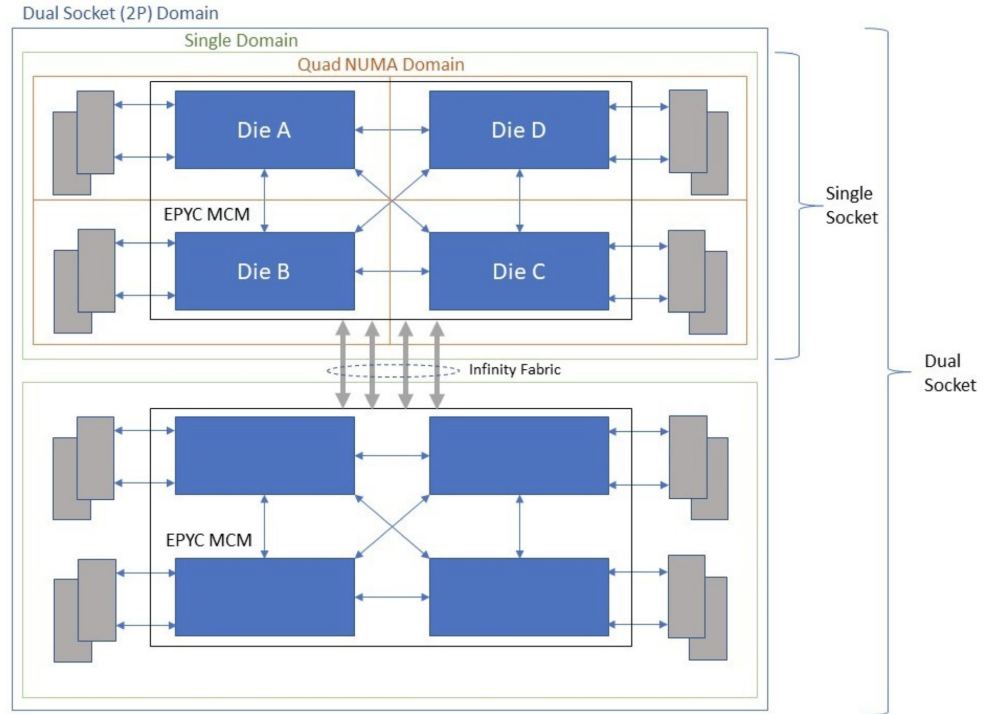 Dual Socket (2P) Domain
Single Domain
Quad NUMA Domain
Die A
Die D
EPYC MCM
Die B
Die C
Single
Socket
Infinity Fabric
Dual
Socket
EPYC MCM